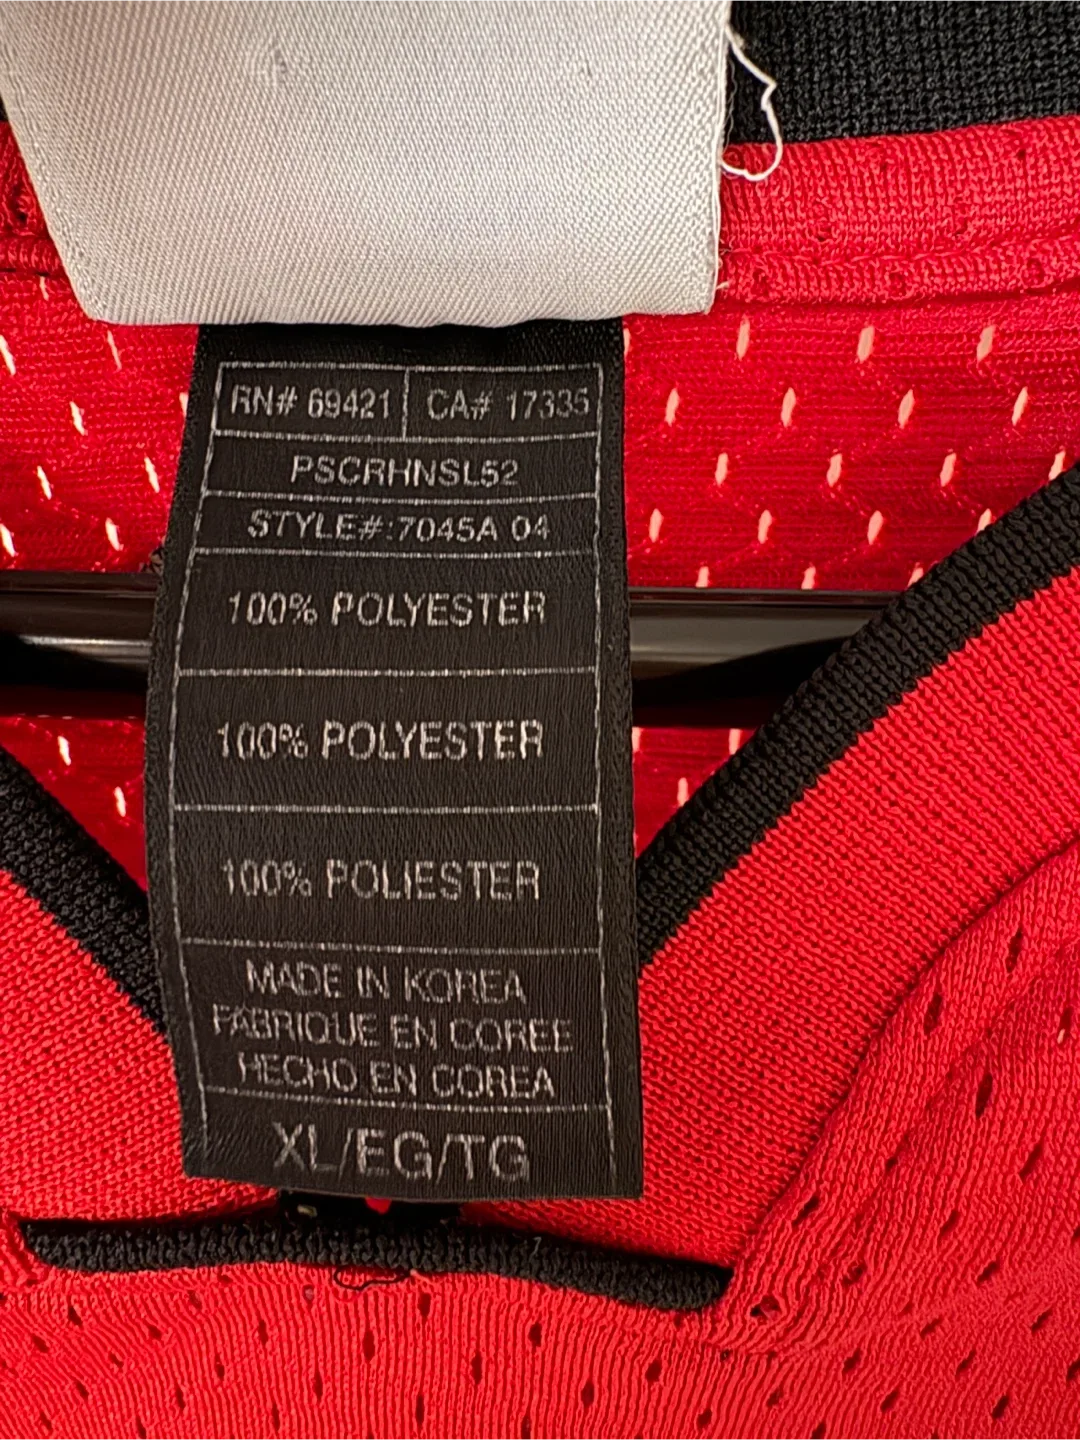 RN# 69421 CA# 17335
PSCRHNSL52
STYLE#:7045A 04
100% POLYESTER
100% POLYESTER
100% POLIESTER
MADE IN KOREA
FABRIQUE EN COREE
HECHO EN COREA
XL/EG/TG